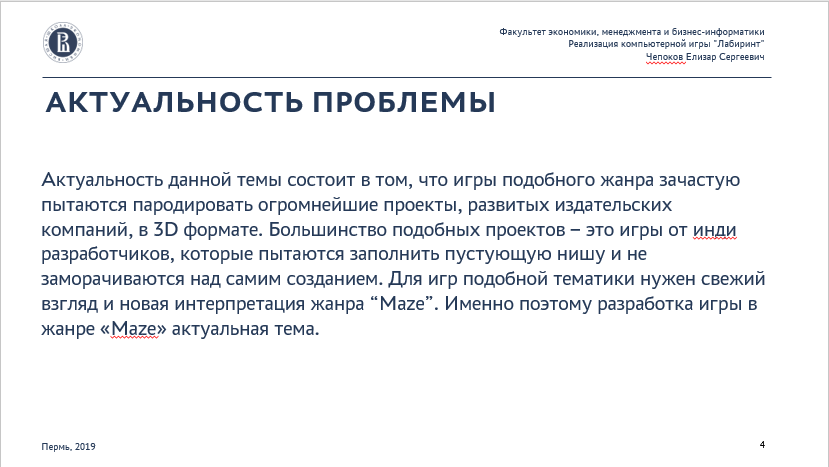 Факультет экономики, менеджмента и бизнес-информатики
Реализация компьютерной игры "Лабиринт"
Чепоков Елизар Сергеевич
АКТУАЛЬНОСТЬ ПРОБЛЕМЫ
Актуальность данной темы состоит в том, что игры подобного жанра зачастую
пытаются пародировать огромнейшие проекты, развитых издательских
компаний, в 3D формате. Большинство подобных проектов – это игры от инди
разработчиков, которые пытаются заполнить пустующую нишу и не
заморачиваются над самим созданием. Для игр подобной тематики нужен свежий
взгляд и новая интерпретация жанра “Maze”. Именно поэтому разработка игры в
жанре «Maze» актуальная тема.
Пермь, 2019
4